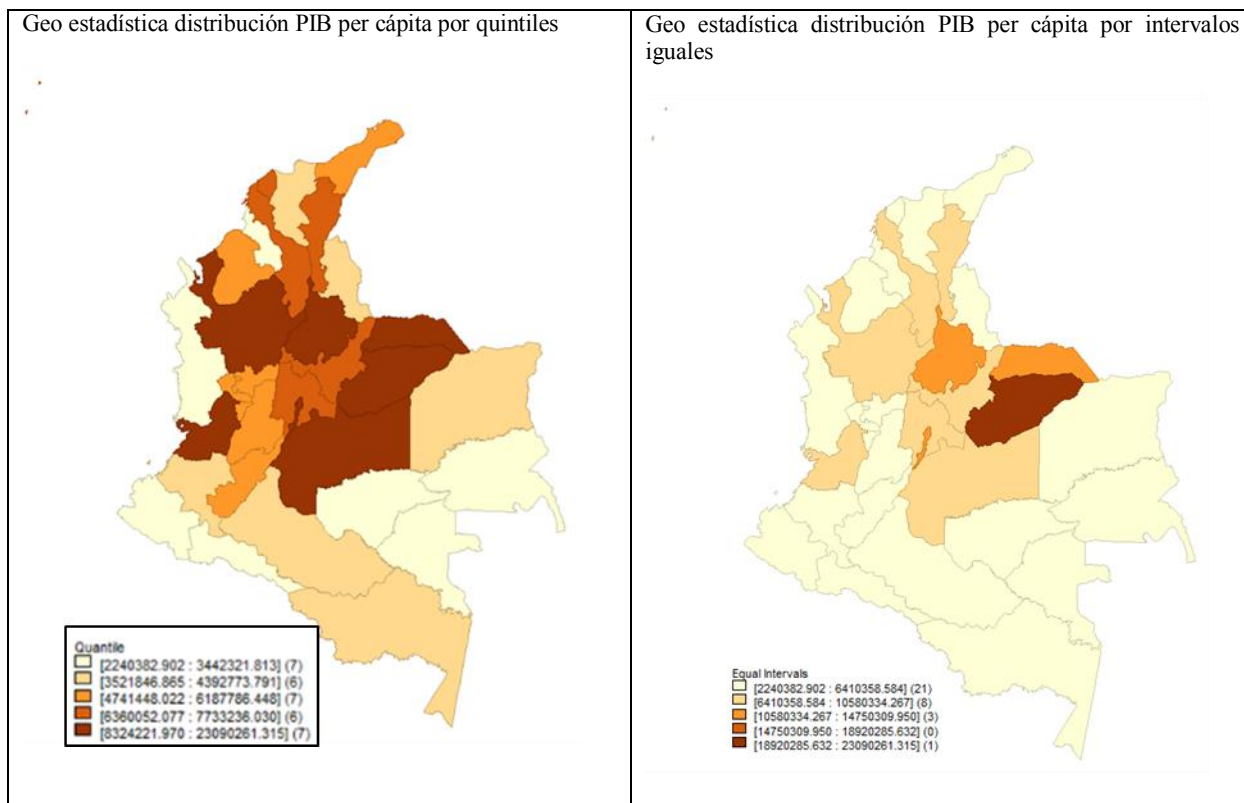 Geo estadística distribución PIB per cápita por quintiles
Quantile
[2240382.902 : 3442321.813] (7)
[3521846.865 : 4392773.791] (6)
[4741448.022 : 6187786.448] (7)
[6360052.077 : 7733236.030] (6)
[8324221.970 : 23090261.315] (7)
Geo estadística distribución PIB per cápita por intervalos
iguales
Equal Intervals
[2240382.902 : 6410358.584] (21)
[6410358.584 : 10580334.267] (8)
[10580334.267 : 14750309.950] (3)
[14750309.950 : 18920285.632] (0)
[18920285.632 : 23090261.315] (1)